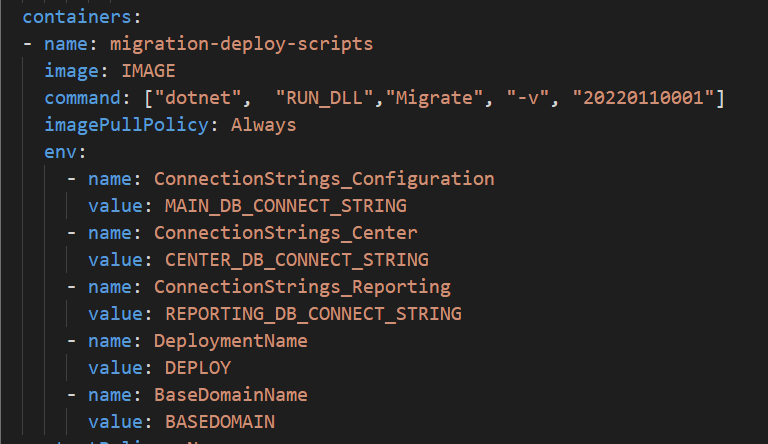 containers:
- name: migration-deploy-scripts
image: IMAGE
command: ["dotnet",  "RUN_DLL","Migrate", "-v", "20220110001"]
imagePullPolicy: Always
env:
- name: ConnectionStrings_Configuration
value: MAIN_DB_CONNECT_STRING
- name: ConnectionStrings_Center
value: CENTER_DB_CONNECT_STRING
- name: ConnectionStrings_Reporting
value: REPORTING_DB_CONNECT_STRING
- name: DeploymentName
value: DEPLOY
- name: BaseDomainName
value: BASEDOMAIN